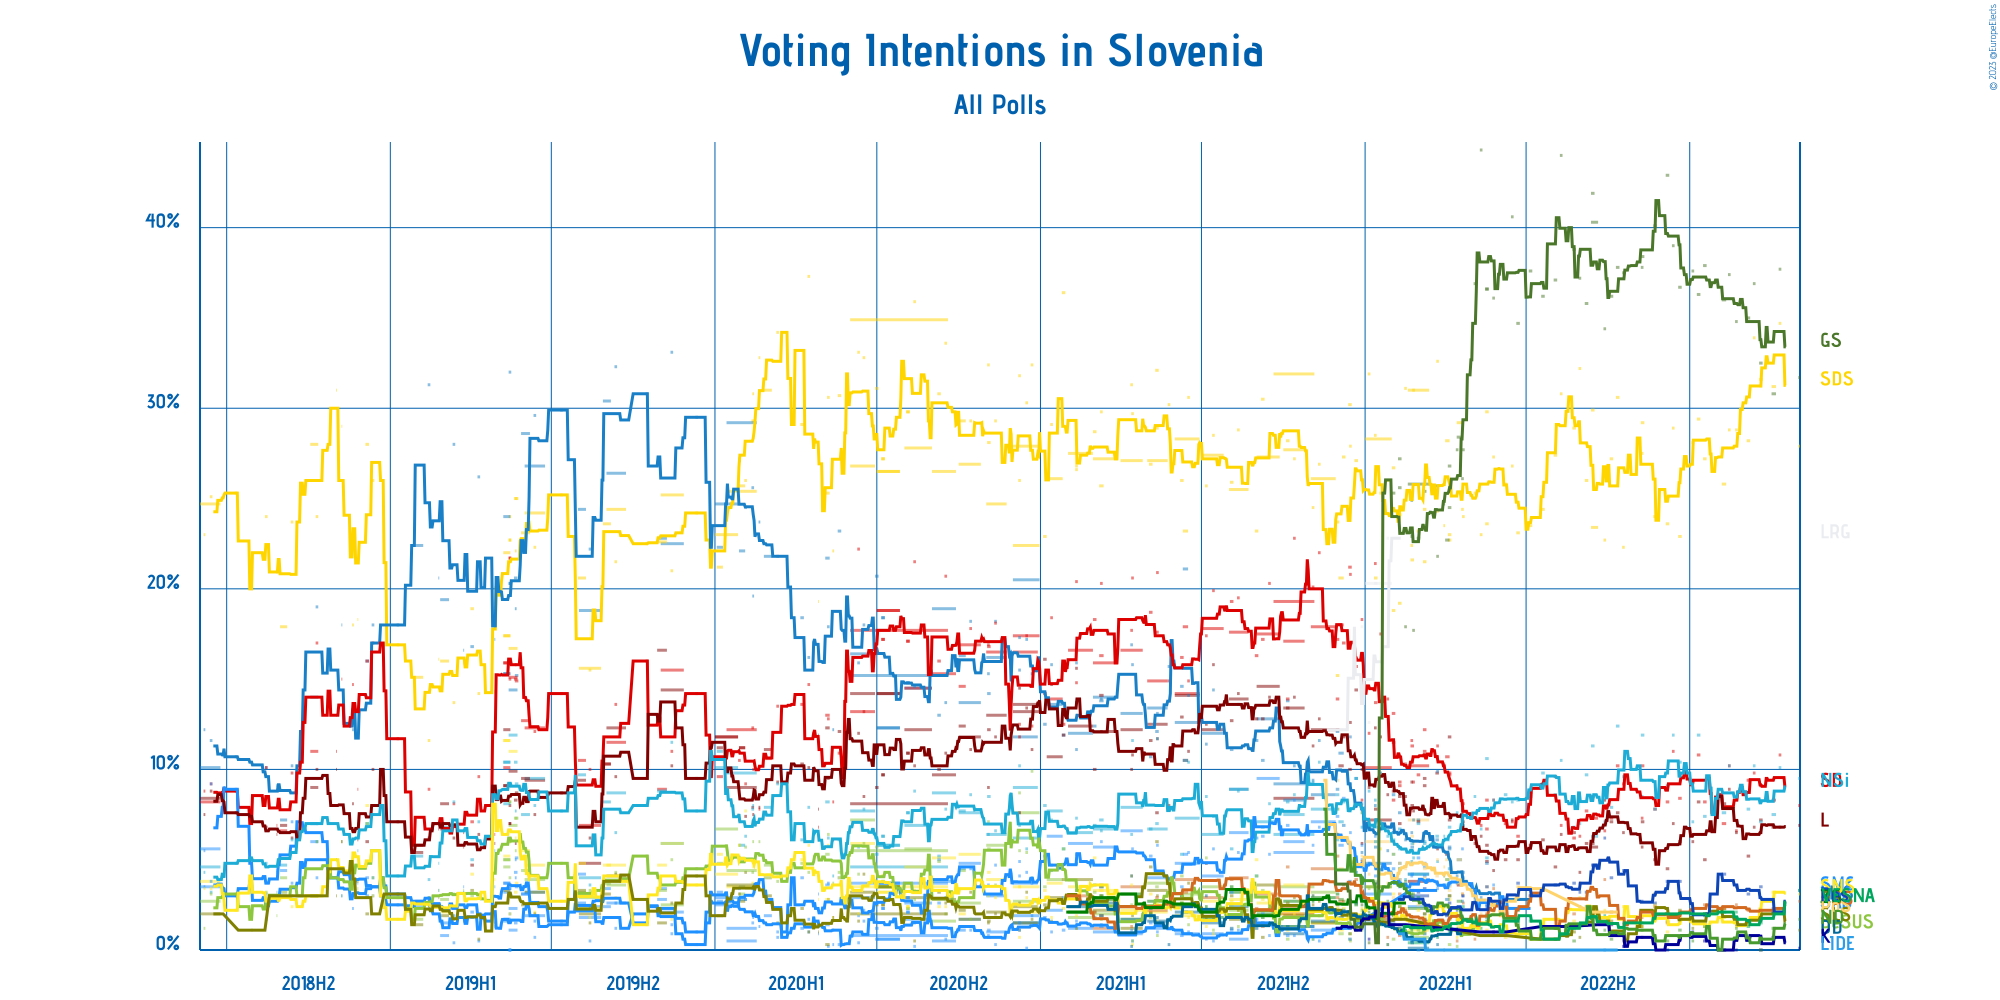 © 2023 @EuropeElects
Voting Intentions in Slovenia
All Polls
40%
30%
20%
10%
0%
GS
SDS
LRG
L
LIDE
2018H2
2019H1
2019H2
2020H1
2020H2
2021H1
2021H2
2022H1
2022H2